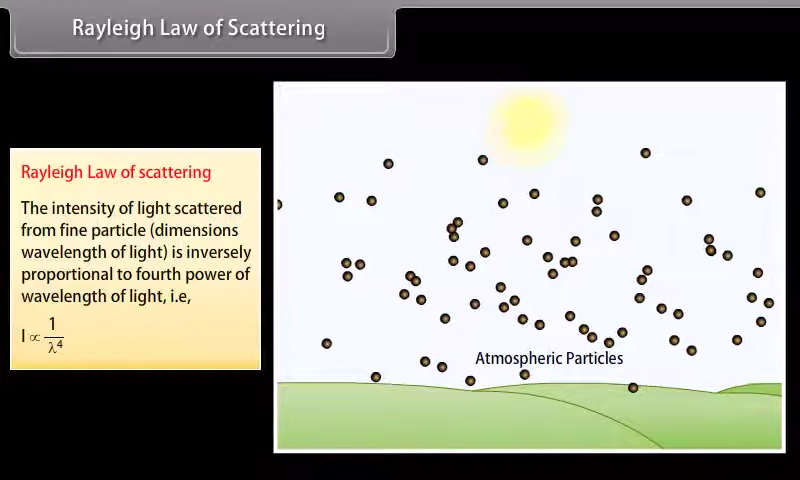 Rayleigh Law of Scattering
Rayleigh Law of scattering
The intensity of light scattered
from fine particle (dimensions
wavelength of light) is inversely
proportional to fourth power of
wavelength of light, i.e,
I ∝ 1/λ⁴
Atmospheric Particles